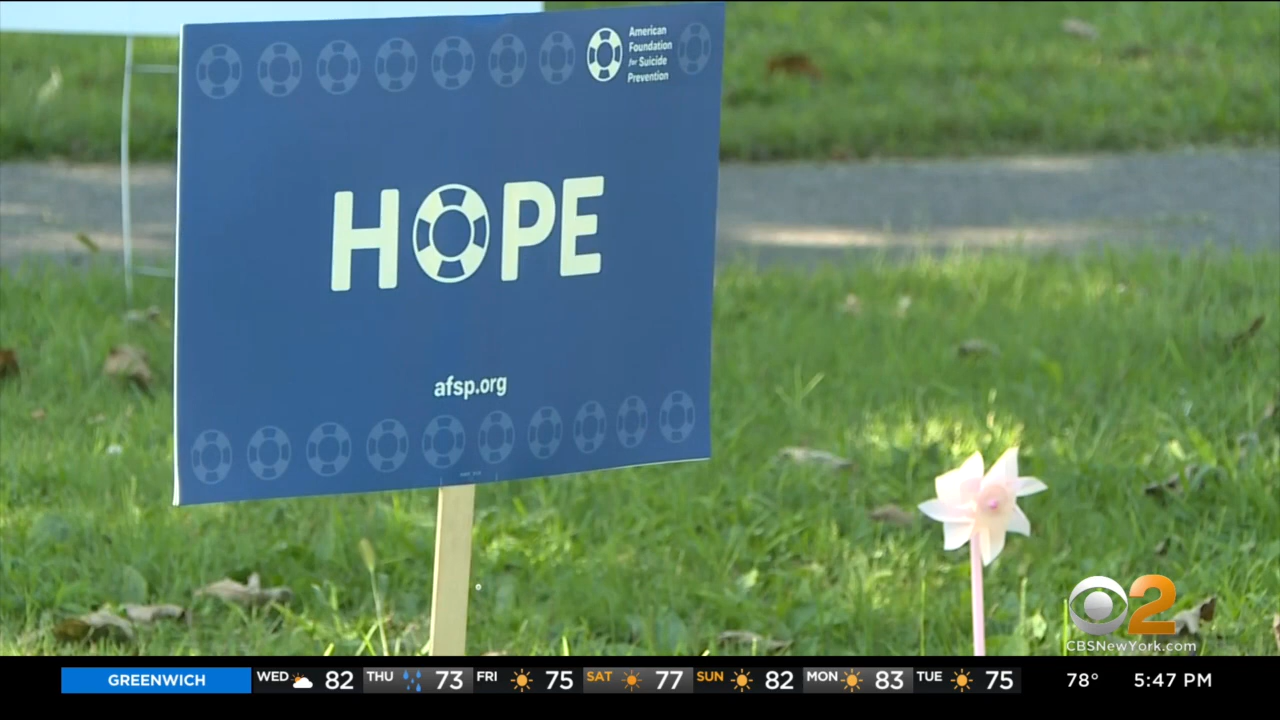 American
Foundation
for Suicide
Prevention
HOPE
afsp.org
2
CBSNewYork.com
GREENWICH WED 82 THU 73 FRI 75 SAT 77 SUN 82 MON 83 TUE 75 78° 5:47 PM